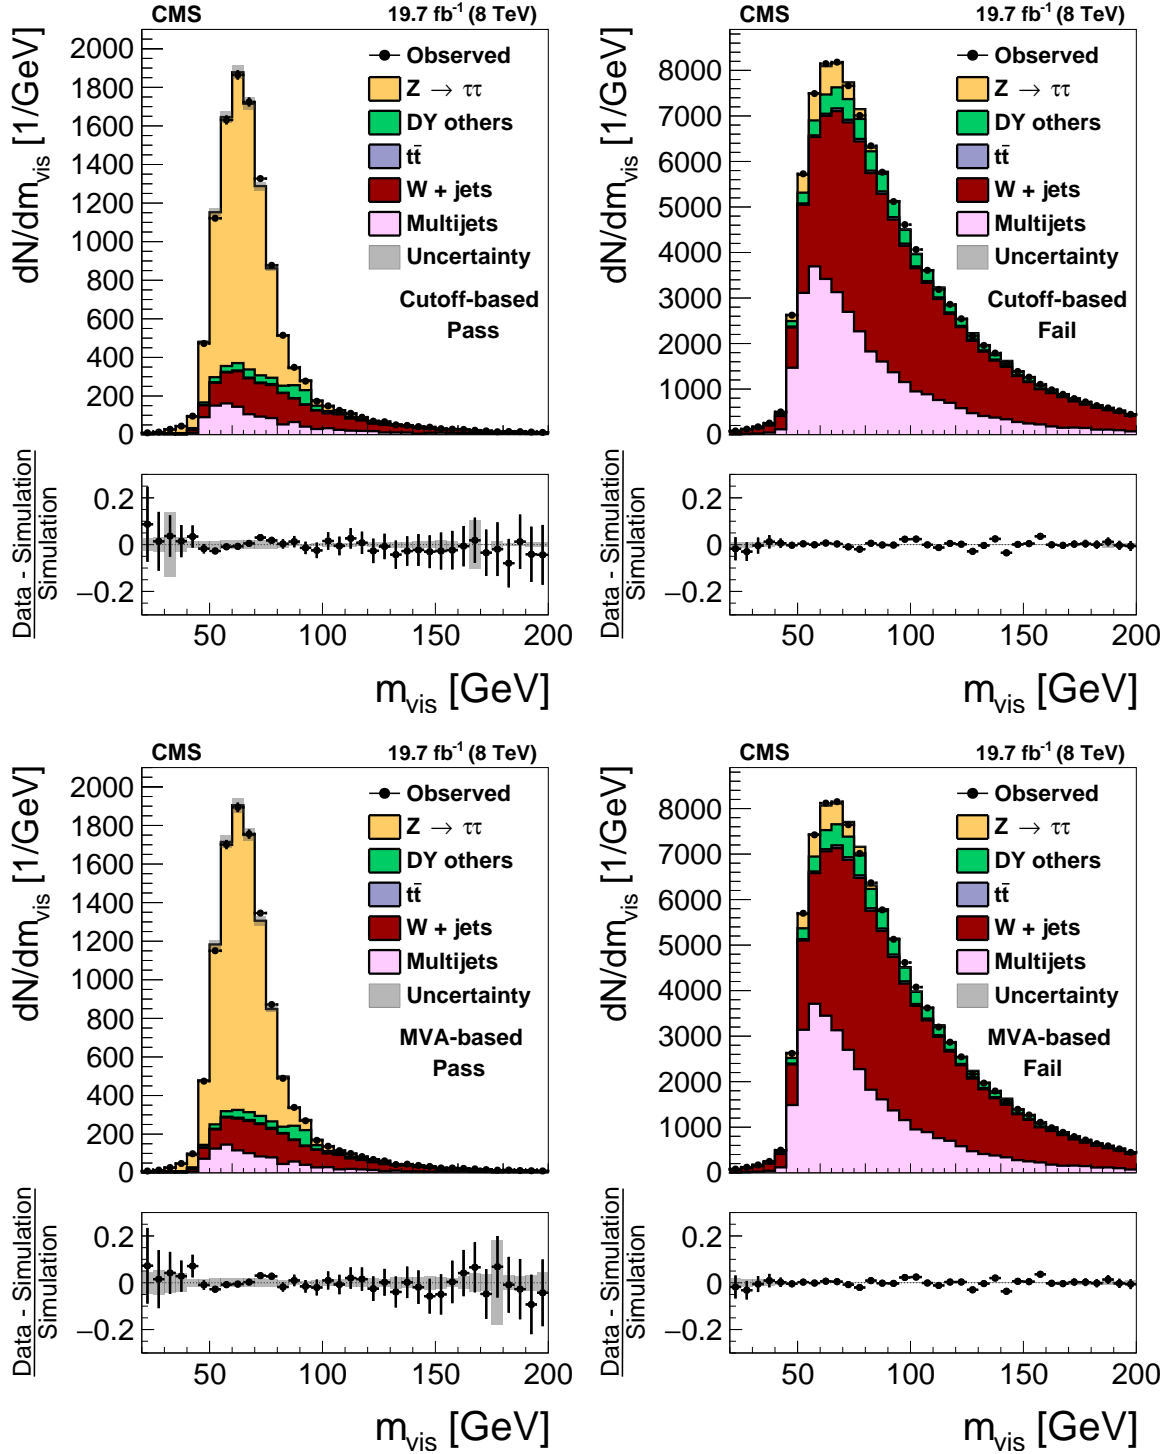 CMS 19.7 fb-1 (8 TeV)
dN/dm_vis [1/GeV]
2000
1800
1600
1400
1200
1000
800
600
400
200
0
Observed
Z → ττ
DY others
tt̄
W + jets
Multijets
Uncertainty
Cutoff-based
Pass
Data - Simulation
Simulation
0.2
0
−0.2
50 100 150 200
m_vis [GeV]
CMS 19.7 fb-1 (8 TeV)
dN/dm_vis [1/GeV]
8000
7000
6000
5000
4000
3000
2000
1000
0
Observed
Z → ττ
DY others
tt̄
W + jets
Multijets
Uncertainty
Cutoff-based
Fail
Data - Simulation
Simulation
0.2
0
−0.2
50 100 150 200
m_vis [GeV]
CMS 19.7 fb-1 (8 TeV)
dN/dm_vis [1/GeV]
2000
1800
1600
1400
1200
1000
800
600
400
200
0
Observed
Z → ττ
DY others
tt̄
W + jets
Multijets
Uncertainty
MVA-based
Pass
Data - Simulation
Simulation
0.2
0
−0.2
50 100 150 200
m_vis [GeV]
CMS 19.7 fb-1 (8 TeV)
dN/dm_vis [1/GeV]
8000
7000
6000
5000
4000
3000
2000
1000
0
Observed
Z → ττ
DY others
tt̄
W + jets
Multijets
Uncertainty
MVA-based
Fail
Data - Simulation
Simulation
0.2
0
−0.2
50 100 150 200
m_vis [GeV]